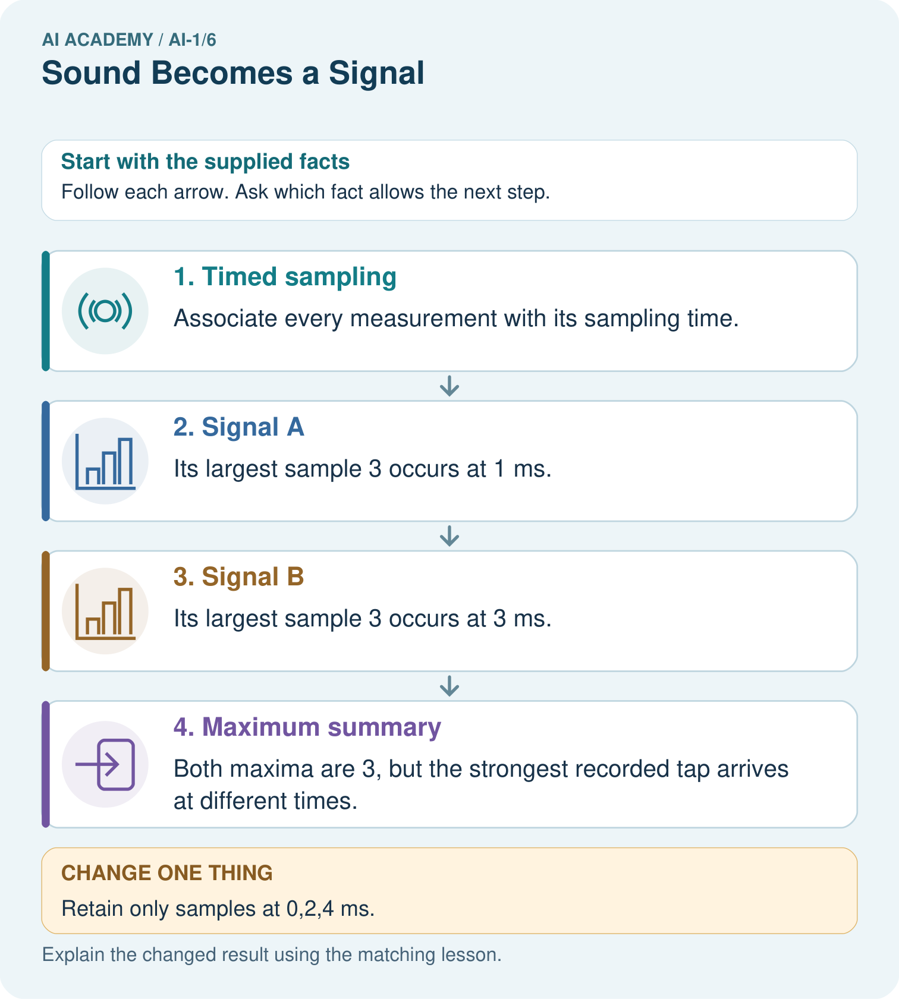 AI ACADEMY / AI-1/6
Sound Becomes a Signal
Start with the supplied facts
Follow each arrow. Ask which fact allows the next step.
1. Timed sampling
Associate every measurement with its sampling time.
2. Signal A
Its largest sample 3 occurs at 1 ms.
3. Signal B
Its largest sample 3 occurs at 3 ms.
4. Maximum summary
Both maxima are 3, but the strongest recorded tap arrives
at different times.
CHANGE ONE THING
Retain only samples at 0,2,4 ms.
Explain the changed result using the matching lesson.